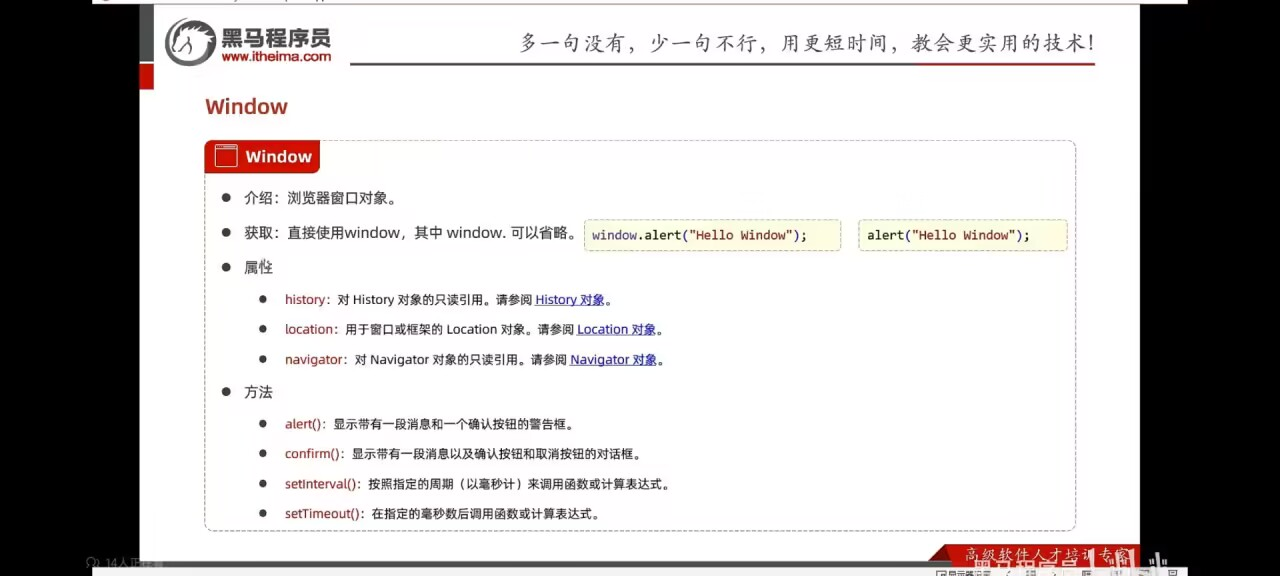 黑马程序员
www.itheima.com
多一句没有，少一句不行，用更短时间，教会更实用的技术！
Window
Window
介绍：浏览器窗口对象。
获取：直接使用window，其中 window. 可以省略。 window.alert("Hello Window"); alert("Hello Window");
属性
history：对 History 对象的只读引用。请参阅 History 对象。
location：用于窗口或框架的 Location 对象。请参阅 Location 对象。
navigator：对 Navigator 对象的只读引用。请参阅 Navigator 对象。
方法
alert()：显示带有一段消息和一个确认按钮的警告框。
confirm()：显示带有一段消息以及确认按钮和取消按钮的对话框。
setInterval()：按照指定的周期（以毫秒计）来调用函数或计算表达式。
setTimeout()：在指定的毫秒数后调用函数或计算表达式。
高级软件人才培训专家
黑马程序员
14人正在看